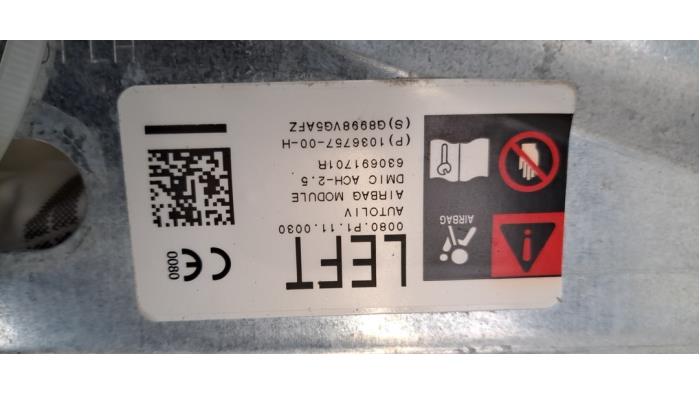 LEFT
0080.P1.11.0030
AUTOLIV
AIRBAG MODULE
DMIC ACH-2.5
630691701R
(P)1036757-00-H
(S)G8998VG5AFZ
CE
0080
AIRBAG